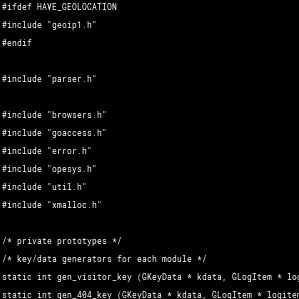 #ifdef HAVE_GEOLOCATION
#include "geoip1.h"
#endif
#include "parser.h"
#include "browsers.h"
#include "goaccess.h"
#include "error.h"
#include "opesys.h"
#include "util.h"
#include "xmalloc.h"
/* private prototypes */
/* key/data generators for each module */
static int gen_visitor_key (GKeyData * kdata, GLogItem * log
static int gen_404_key (GKeyData * kdata, GLogItem * logitem